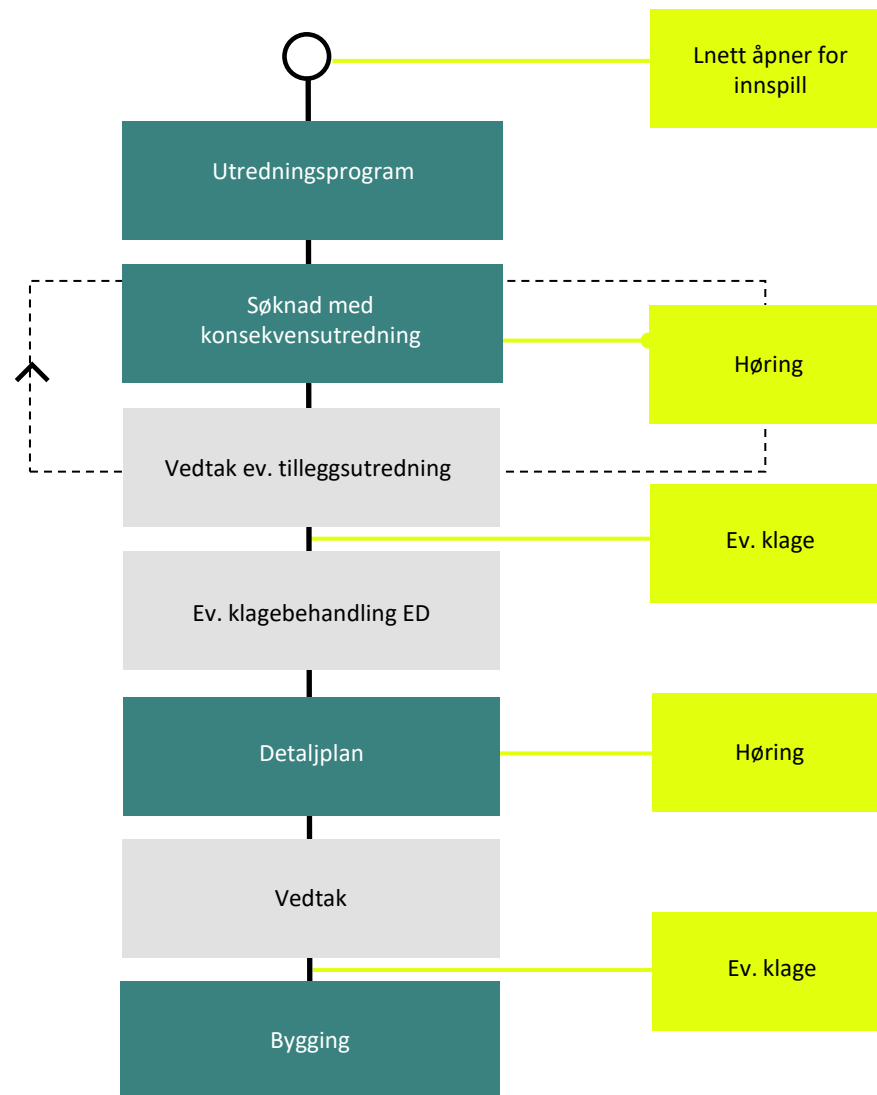 Lnett åpner for
innspill
Utredningsprogram
Søknad med
konsekvensutredning
Høring
Vedtak ev. tilleggsutredning
Ev. klage
Ev. klagebehandling ED
Detaljplan
Høring
Vedtak
Ev. klage
Bygging